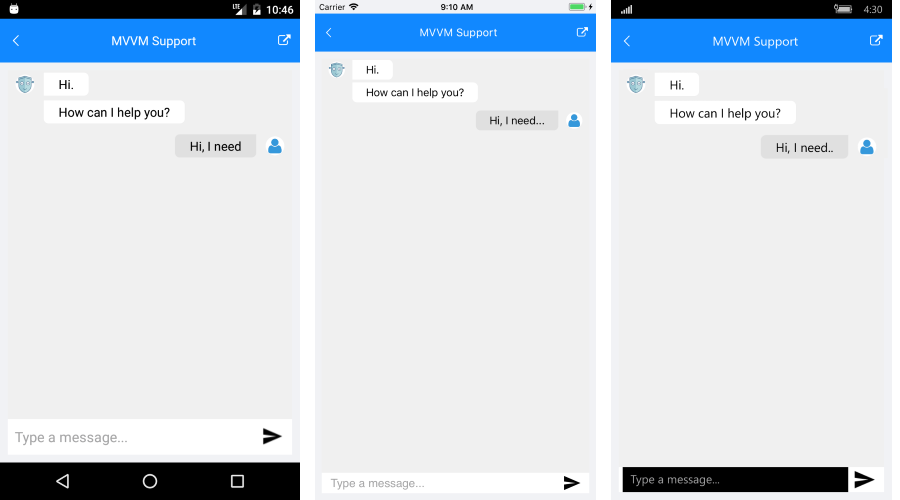 LTE 10:46
MVVM Support
Hi.
How can I help you?
Hi, I need
Type a message...
Carrier 9:10 AM
MVVM Support
Hi.
How can I help you?
Hi, I need...
Type a message...
4:30
MVVM Support
Hi.
How can I help you?
Hi, I need..
Type a message...